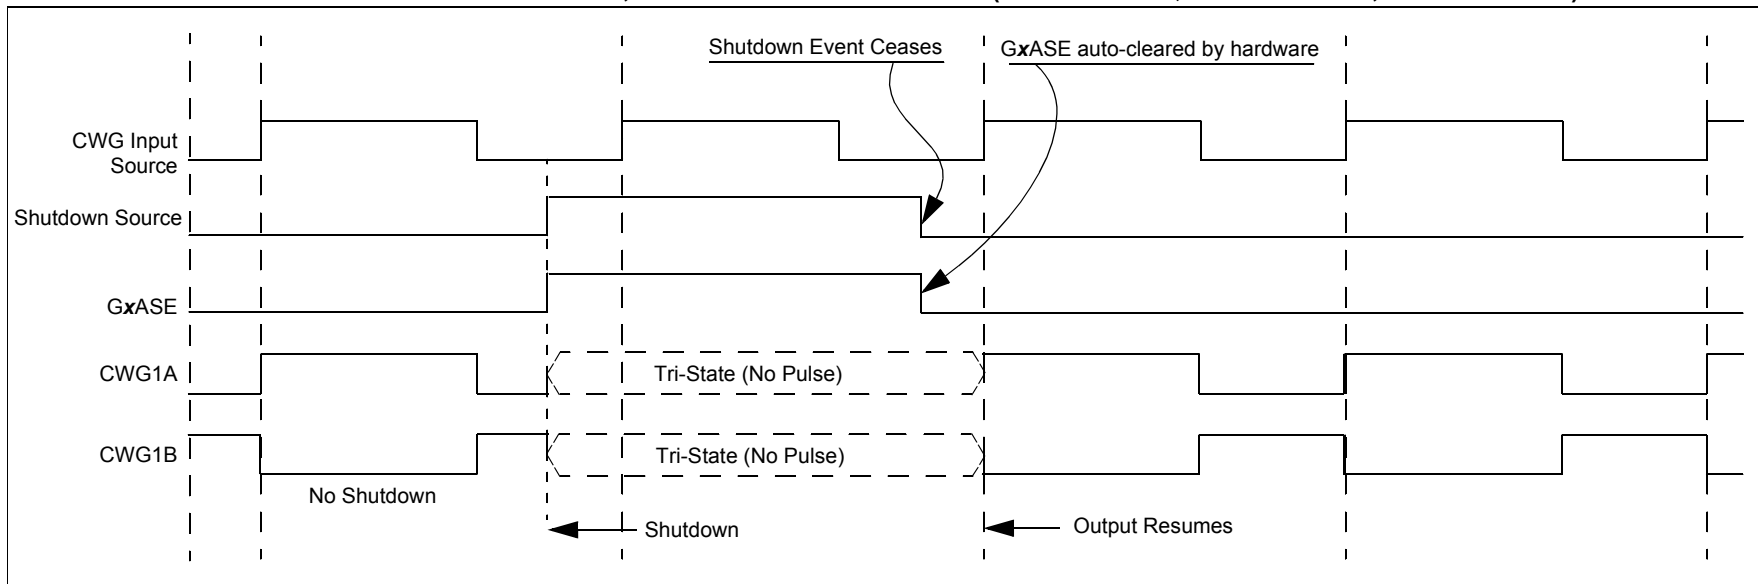 Shutdown Event Ceases
GxASE auto-cleared by hardware
CWG Input
Source
Shutdown Source
GxASE
CWG1A
Tri-State (No Pulse)
CWG1B
Tri-State (No Pulse)
No Shutdown
Shutdown
Output Resumes